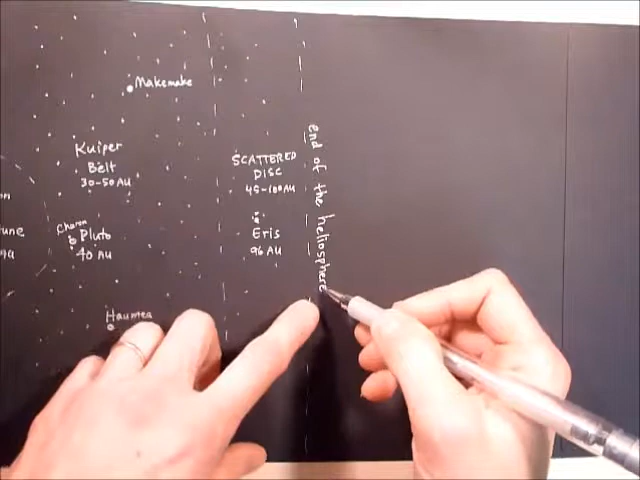 Makemake
Kuiper
Belt
30-50 AU
SCATTERED
DISC
45-100 AU
end of the heliosphere
Charon
Pluto
40 AU
Eris
96 AU
Haumea